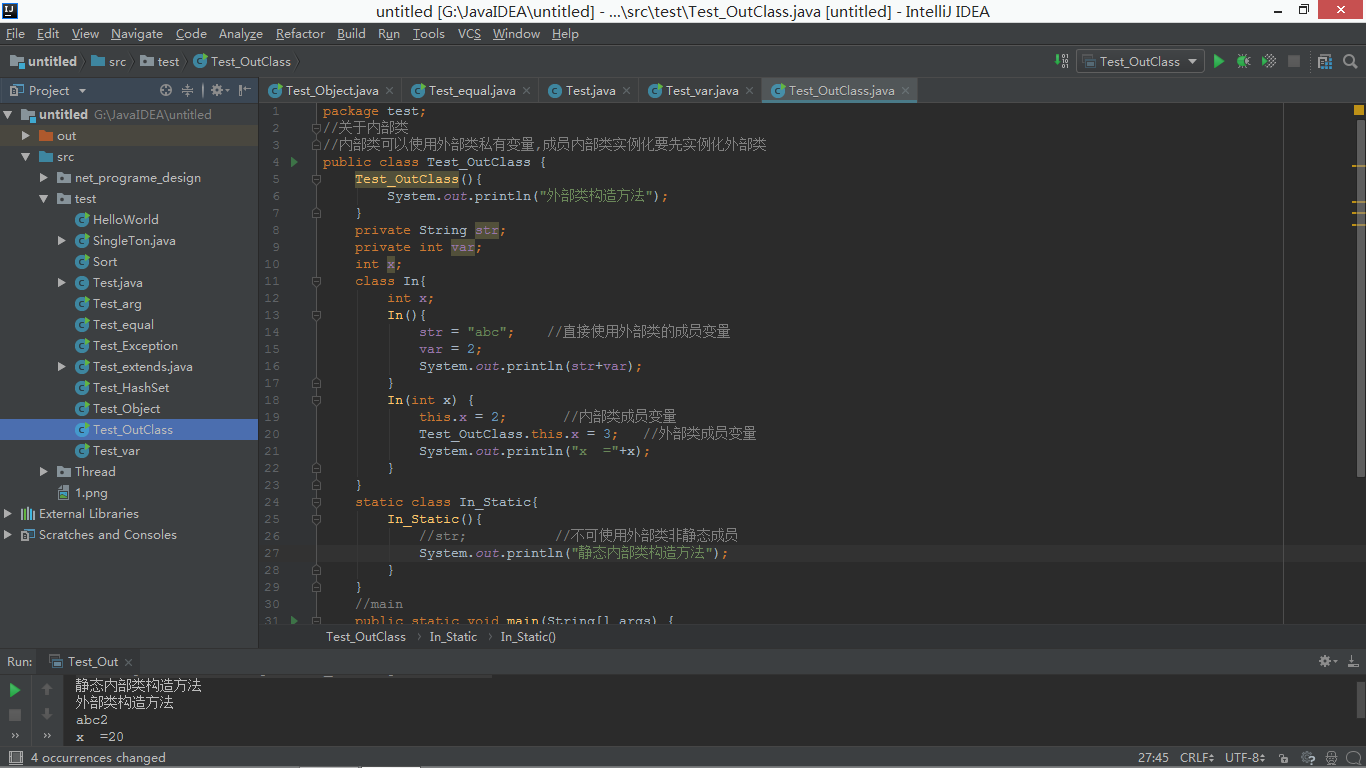 untitled [G:\JavaIDEA\untitled] - ...\src\test\Test_OutClass.java [untitled] - IntelliJ IDEA
File Edit View Navigate Code Analyze Refactor Build Run Tools VCS Window Help
untitled src test Test_OutClass Test_OutClass
Project
Test_Object.java Test_equal.java Test.java Test_var.java Test_OutClass.java
untitled G:\JavaIDEA\untitled
out
src
net_programe_design
test
HelloWorld
SingleTon.java
Sort
Test.java
Test_arg
Test_equal
Test_Exception
Test_extends.java
Test_HashSet
Test_Object
Test_OutClass
Test_var
Thread
1.png
External Libraries
Scratches and Consoles
1 package test;
2 //关于内部类
3 //内部类可以使用外部类私有变量,成员内部类实例化要先实例化外部类
4 public class Test_OutClass {
5 Test_OutClass(){
6 System.out.println("外部类构造方法");
7 }
8 private String str;
9 private int var;
10 int x;
11 class In{
12 int x;
13 In(){
14 str = "abc"; //直接使用外部类的成员变量
15 var = 2;
16 System.out.println(str+var);
17 }
18 In(int x) {
19 this.x = 2; //内部类成员变量
20 Test_OutClass.this.x = 3; //外部类成员变量
21 System.out.println("x  ="+x);
22 }
23 }
24 static class In_Static{
25 In_Static(){
26 //str; //不可使用外部类非静态成员
27 System.out.println("静态内部类构造方法");
28 }
29 }
30 //main
31 public static void main(String[] args) {
Test_OutClass In_Static In_Static()
Run: Test_Out
静态内部类构造方法
外部类构造方法
abc2
x  =20
4 occurrences changed 27:45 CRLF UTF-8